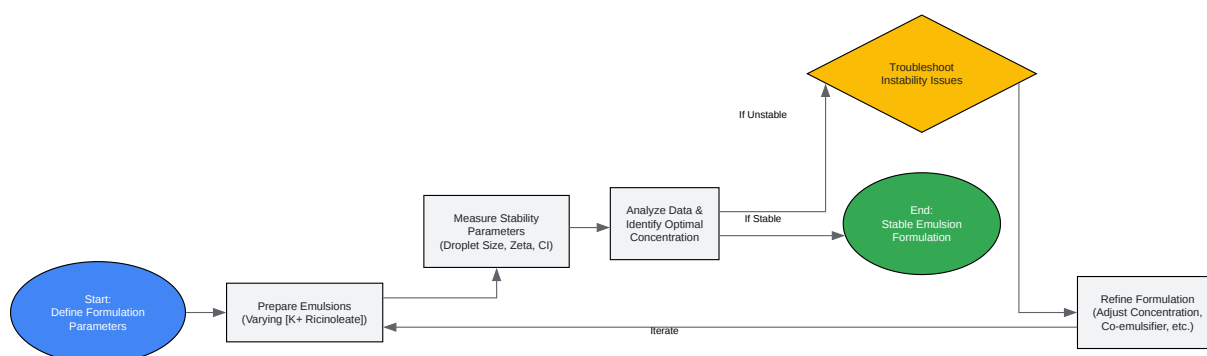 Start:
Define Formulation
Parameters
Prepare Emulsions
(Varying [K+ Ricinoleate])
Measure Stability
Parameters
(Droplet Size, Zeta, CI)
Analyze Data &
Identify Optimal
Concentration
If Unstable
Troubleshoot
Instability Issues
If Stable
End:
Stable Emulsion
Formulation
Refine Formulation
(Adjust Concentration,
Co-emulsifier, etc.)
Iterate